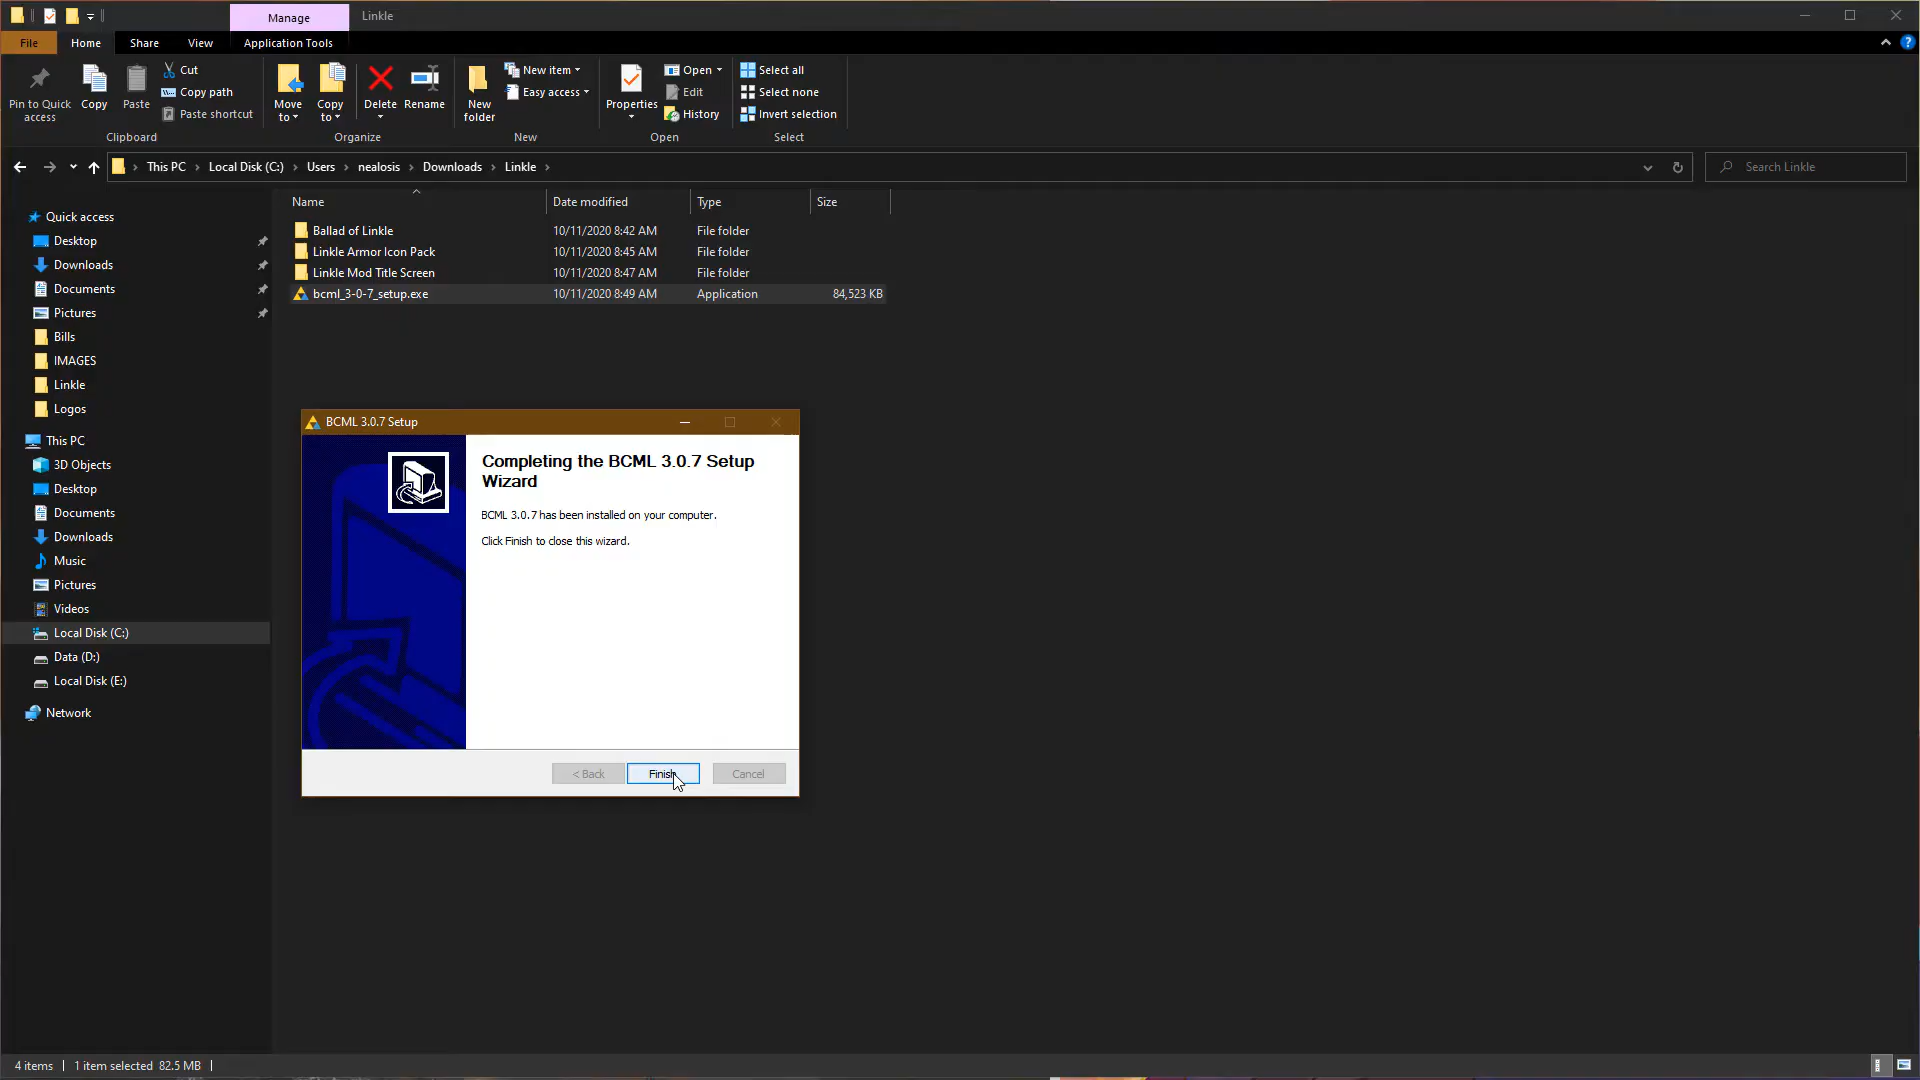 Manage
Linkle
File
Home
Share
View
Application Tools
Pin to Quick access
Copy
Paste
Cut
Copy path
Paste shortcut
Clipboard
Move to
Copy to
Delete
Rename
Organize
New folder
New item
Easy access
New
Properties
Open
Edit
History
Open
Select all
Select none
Invert selection
Select
This PC
Local Disk (C:)
Users
nealosis
Downloads
Linkle
Search Linkle
Name
Date modified
Type
Size
Ballad of Linkle 10/11/2020 8:42 AM File folder
Linkle Armor Icon Pack 10/11/2020 8:45 AM File folder
Linkle Mod Title Screen 10/11/2020 8:47 AM File folder
bcml_3-0-7_setup.exe 10/11/2020 8:49 AM Application 84,523 KB
Quick access
Desktop
Downloads
Documents
Pictures
Bills
IMAGES
Linkle
Logos
This PC
3D Objects
Desktop
Documents
Downloads
Music
Pictures
Videos
Local Disk (C:)
Data (D:)
Local Disk (E:)
Network
BCML 3.0.7 Setup
Completing the BCML 3.0.7 Setup
Wizard
BCML 3.0.7 has been installed on your computer.
Click Finish to close this wizard.
< Back
Finish
Cancel
4 items
1 item selected 82.5 MB